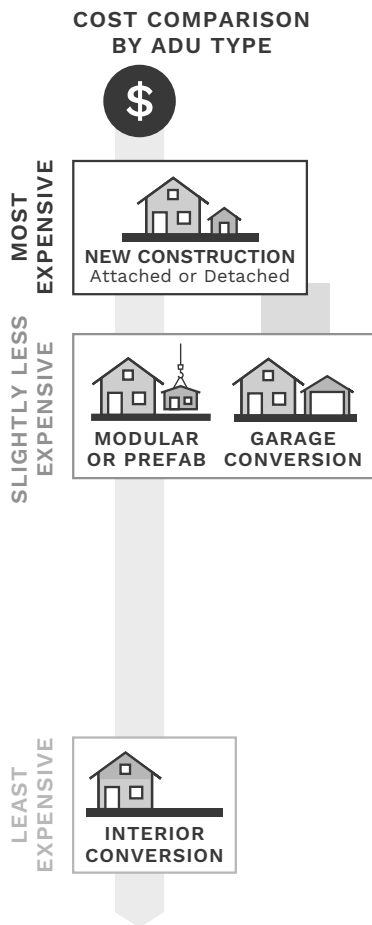 COST COMPARISON
BY ADU TYPE
$
MOST
EXPENSIVE
NEW CONSTRUCTION
Attached or Detached
SLIGHTLY LESS
EXPENSIVE
MODULAR
OR PREFAB
GARAGE
CONVERSION
LEAST
EXPENSIVE
INTERIOR
CONVERSION